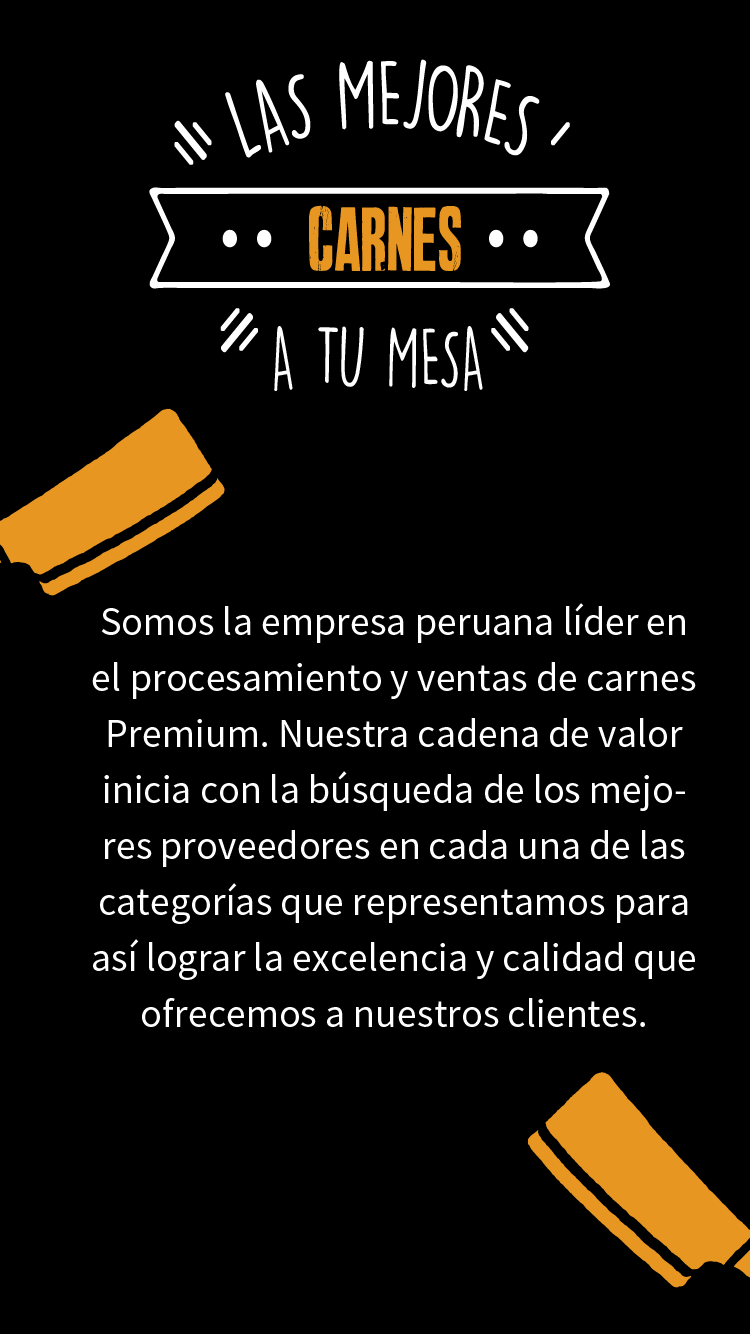 LAS MEJORES
CARNES
A TU MESA
Somos la empresa peruana líder en
el procesamiento y ventas de carnes
Premium. Nuestra cadena de valor
inicia con la búsqueda de los mejo-
res proveedores en cada una de las
categorías que representamos para
así lograr la excelencia y calidad que
ofrecemos a nuestros clientes.